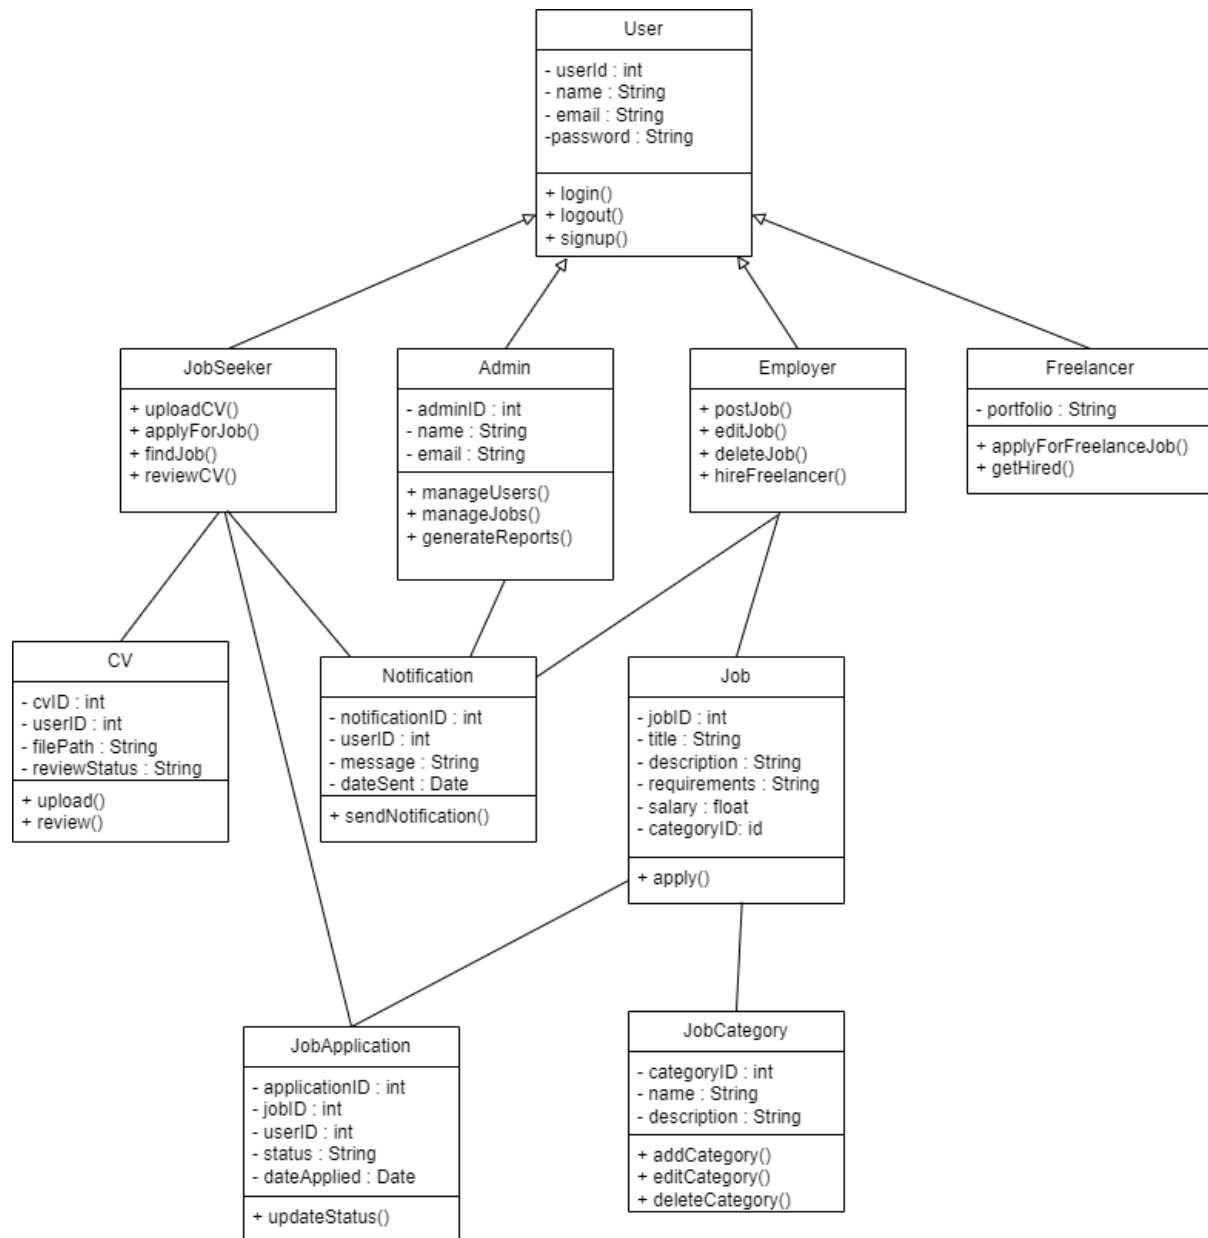 User
- userId : int
- name : String
- email : String
-password : String
+ login()
+ logout()
+ signup()
JobSeeker
+ uploadCV()
+ applyForJob()
+ findJob()
+ reviewCV()
Admin
- adminID : int
- name : String
- email : String
+ manageUsers()
+ manageJobs()
+ generateReports()
Employer
+ postJob()
+ editJob()
+ deleteJob()
+ hireFreelancer()
Freelancer
- portfolio : String
+ applyForFreelanceJob()
+ getHired()
CV
- cvID : int
- userID : int
- filePath : String
- reviewStatus : String
+ upload()
+ review()
Notification
- notificationID : int
- userID : int
- message : String
- dateSent : Date
+ sendNotification()
Job
- jobID : int
- title : String
- description : String
- requirements : String
- salary : float
- categoryID: id
+ apply()
JobApplication
- applicationID : int
- jobID : int
- userID : int
- status : String
- dateApplied : Date
+ updateStatus()
JobCategory
- categoryID : int
- name : String
- description : String
+ addCategory()
+ editCategory()
+ deleteCategory()